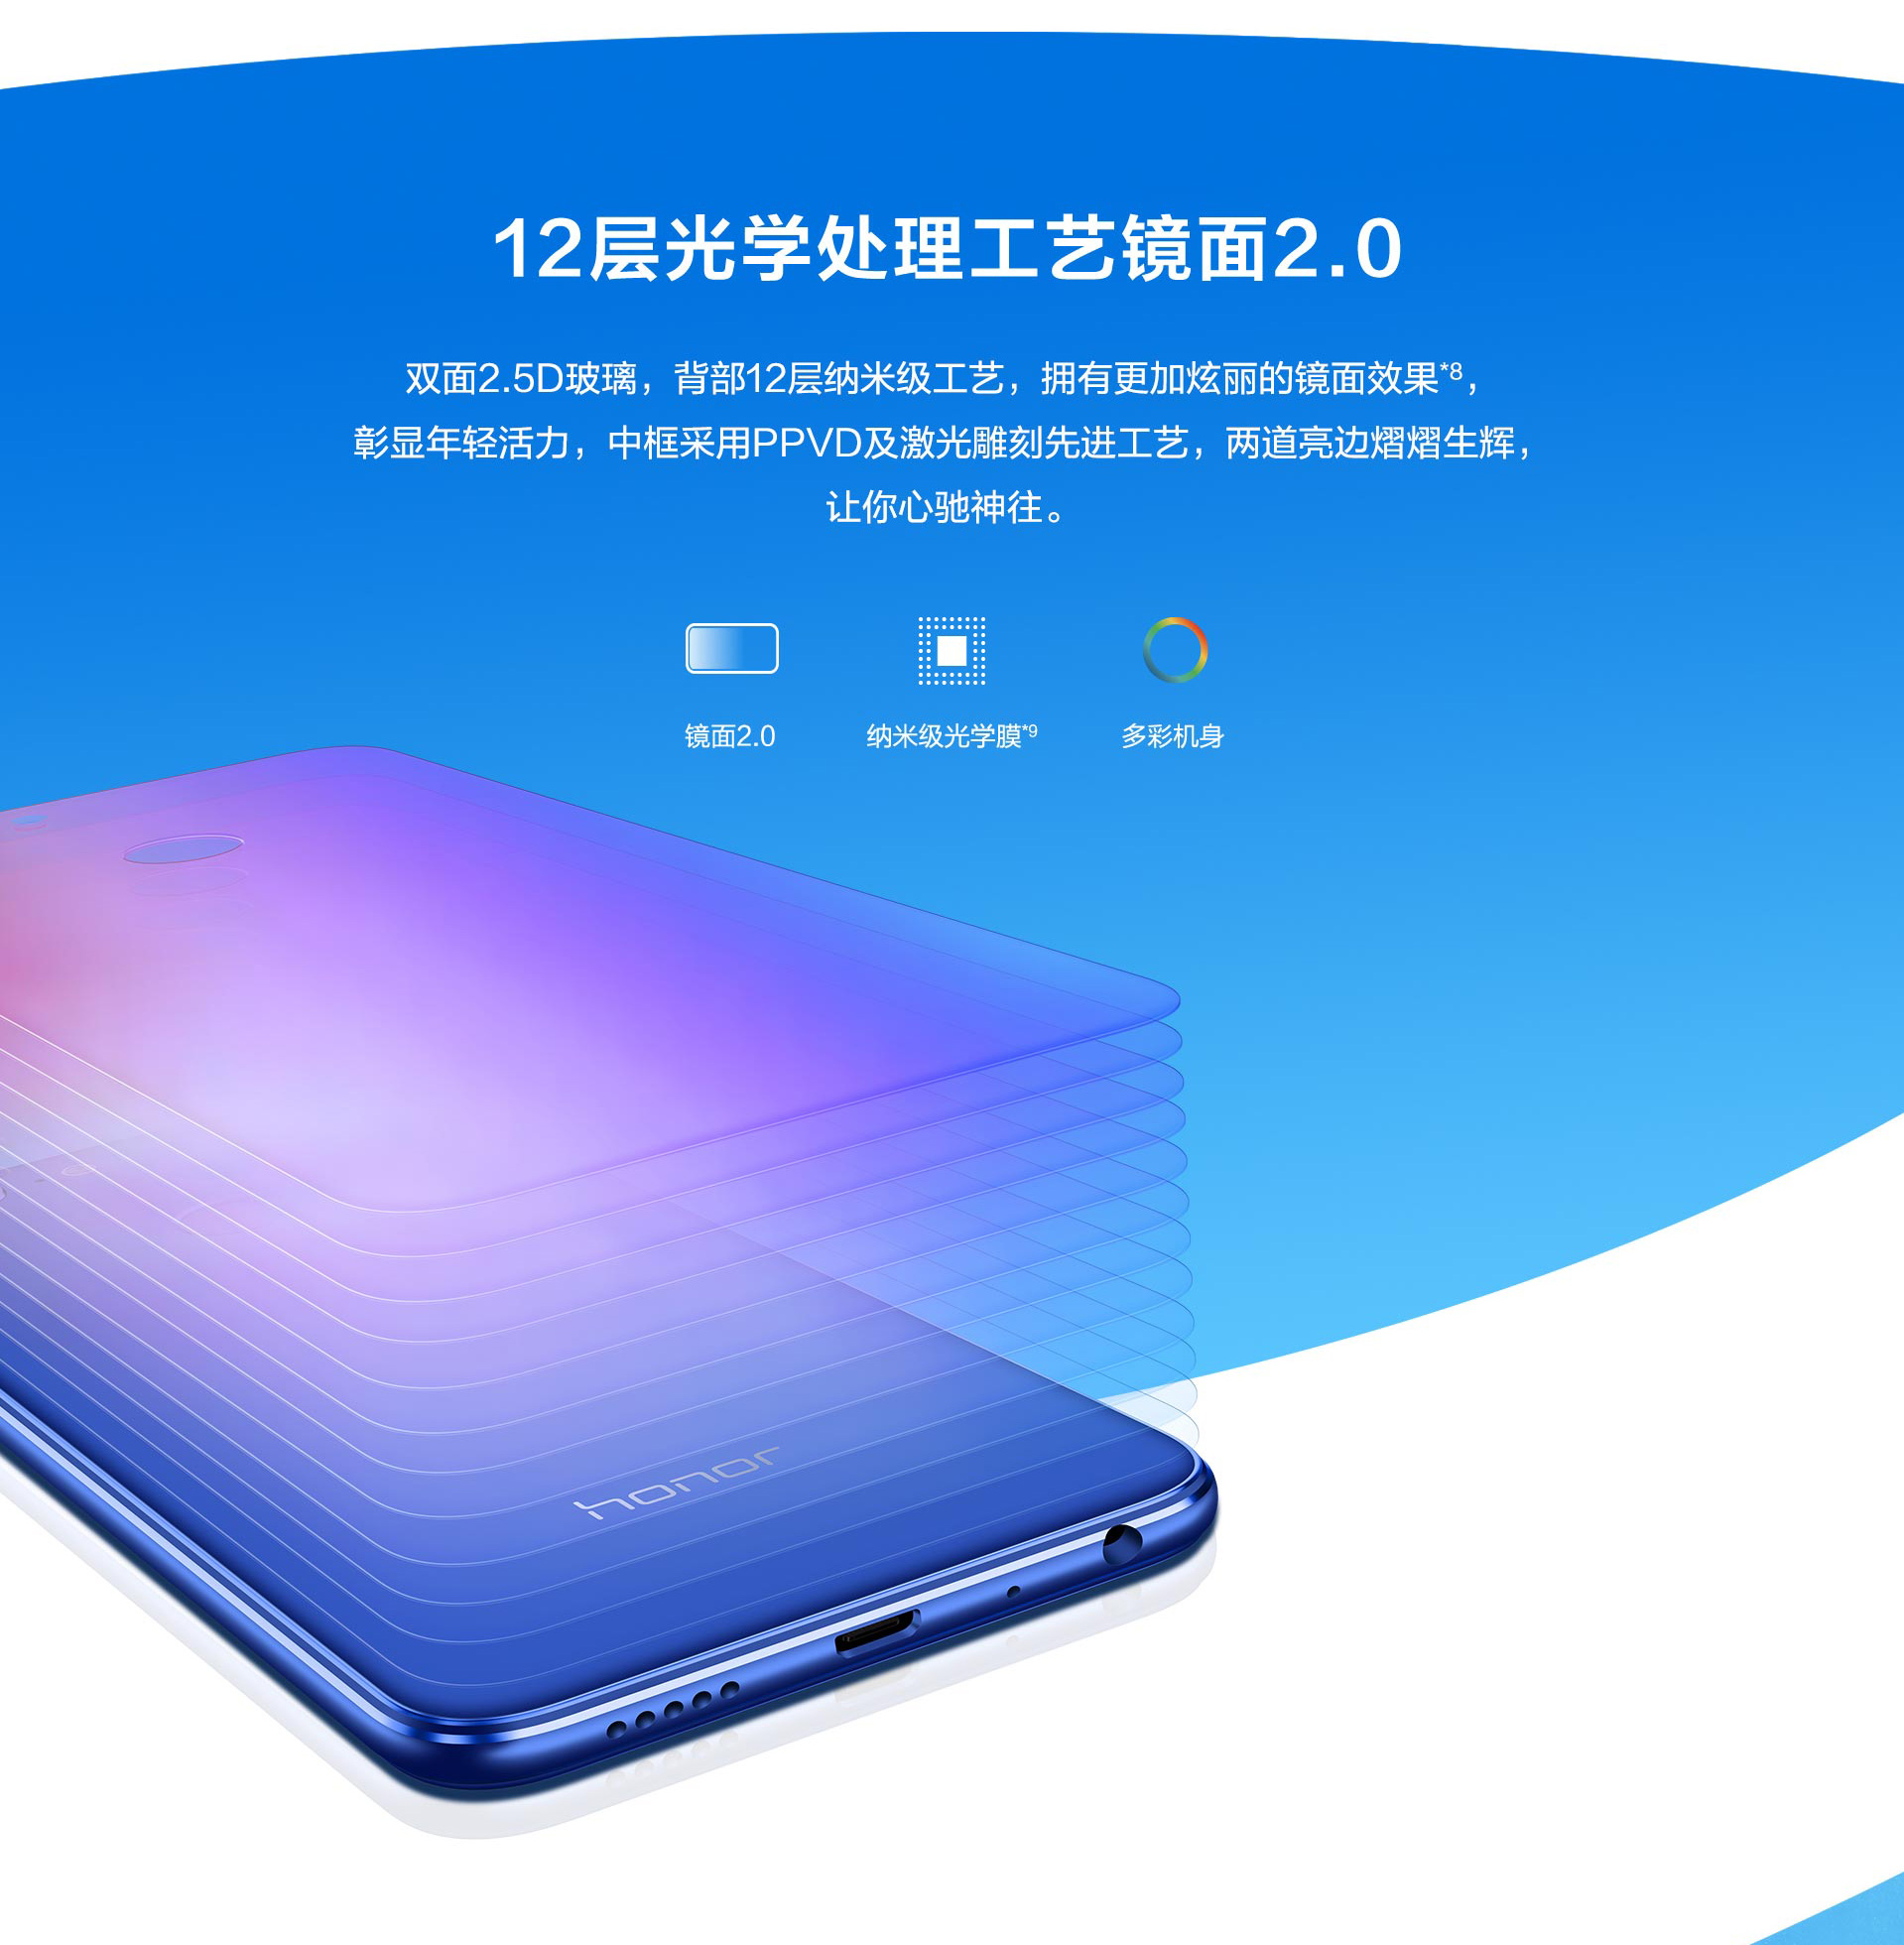 12层光学处理工艺镜面2.0
双面2.5D玻璃，背部12层纳米级工艺，拥有更加炫丽的镜面效果*8，
彰显年轻活力，中框采用PPVD及激光雕刻先进工艺，两道亮边熠熠生辉，
让你心驰神往。
镜面2.0
纳米级光学膜*9
多彩机身
honor